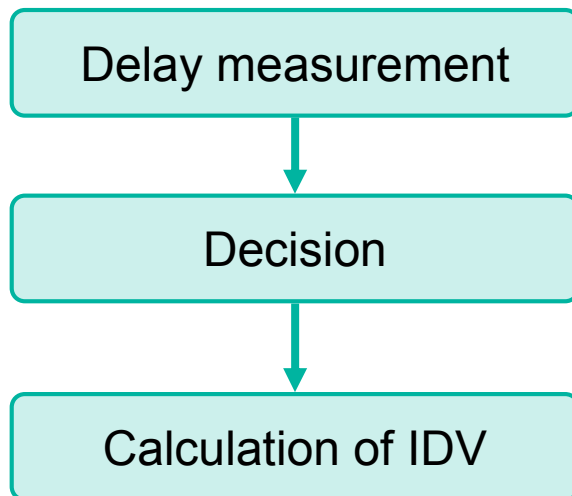 Delay measurement
Decision
Calculation of IDV